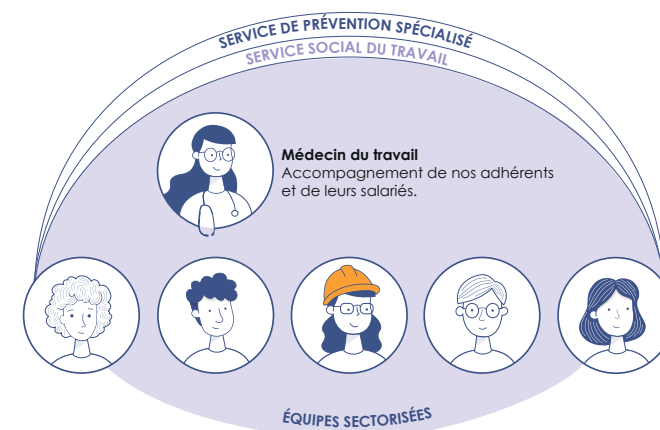 SERVICE DE PRÉVENTION SPÉCIALISÉ
SERVICE SOCIAL DU TRAVAIL
Médecin du travail
Accompagnement de nos adhérents
et de leurs salariés.
ÉQUIPES SECTORISÉES